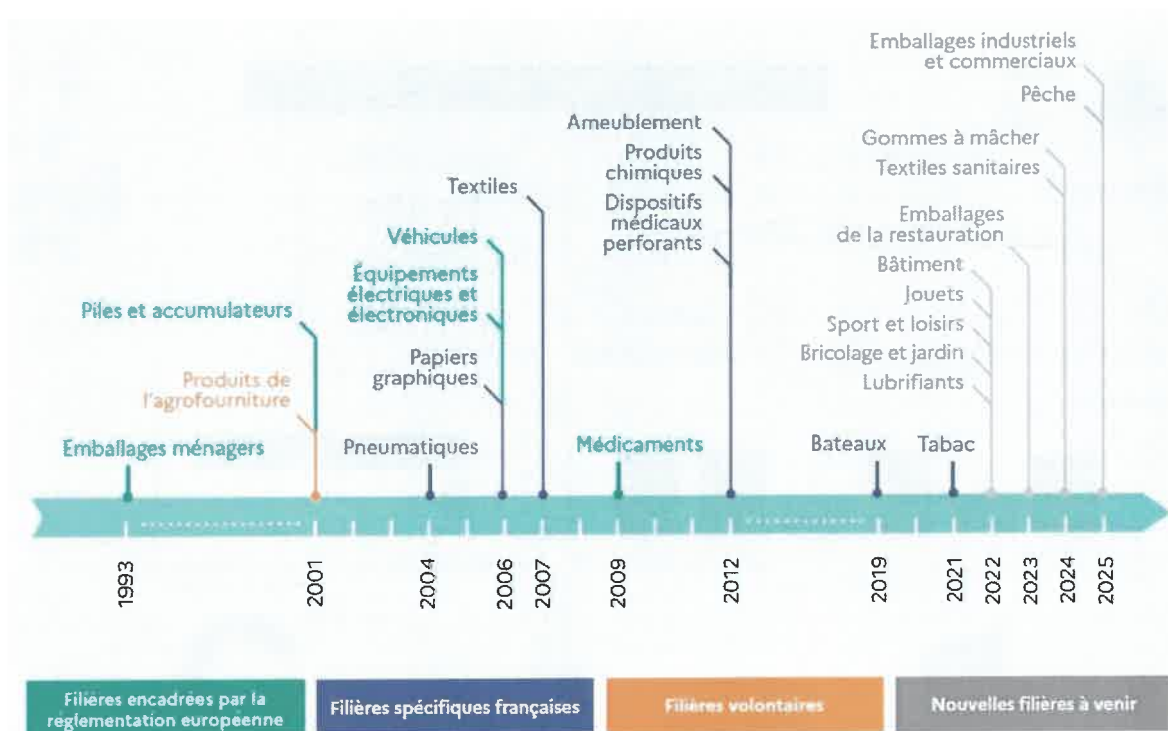 Emballages industriels
et commerciaux
Pêche
Ameublement
Gommes à mâcher
Produits
chimiques
Textiles sanitaires
Textiles
Dispositifs
médicaux
perforants
Emballages
de la restauration
Véhicules
Bâtiment
Équipements
électriques et
électroniques
Jouets
Piles et accumulateurs
Sport et loisirs
Papiers
graphiques
Bricolage et jardin
Produits de
l'agrofourniture
Lubrifiants
Emballages ménagers
Pneumatiques
Médicaments
Bateaux
Tabac
1993
2001
2004
2006
2007
2009
2012
2019
2021
2022
2023
2024
2025
Filières encadrées par la
réglementation européenne
Filières spécifiques françaises
Filières volontaires
Nouvelles filières à venir